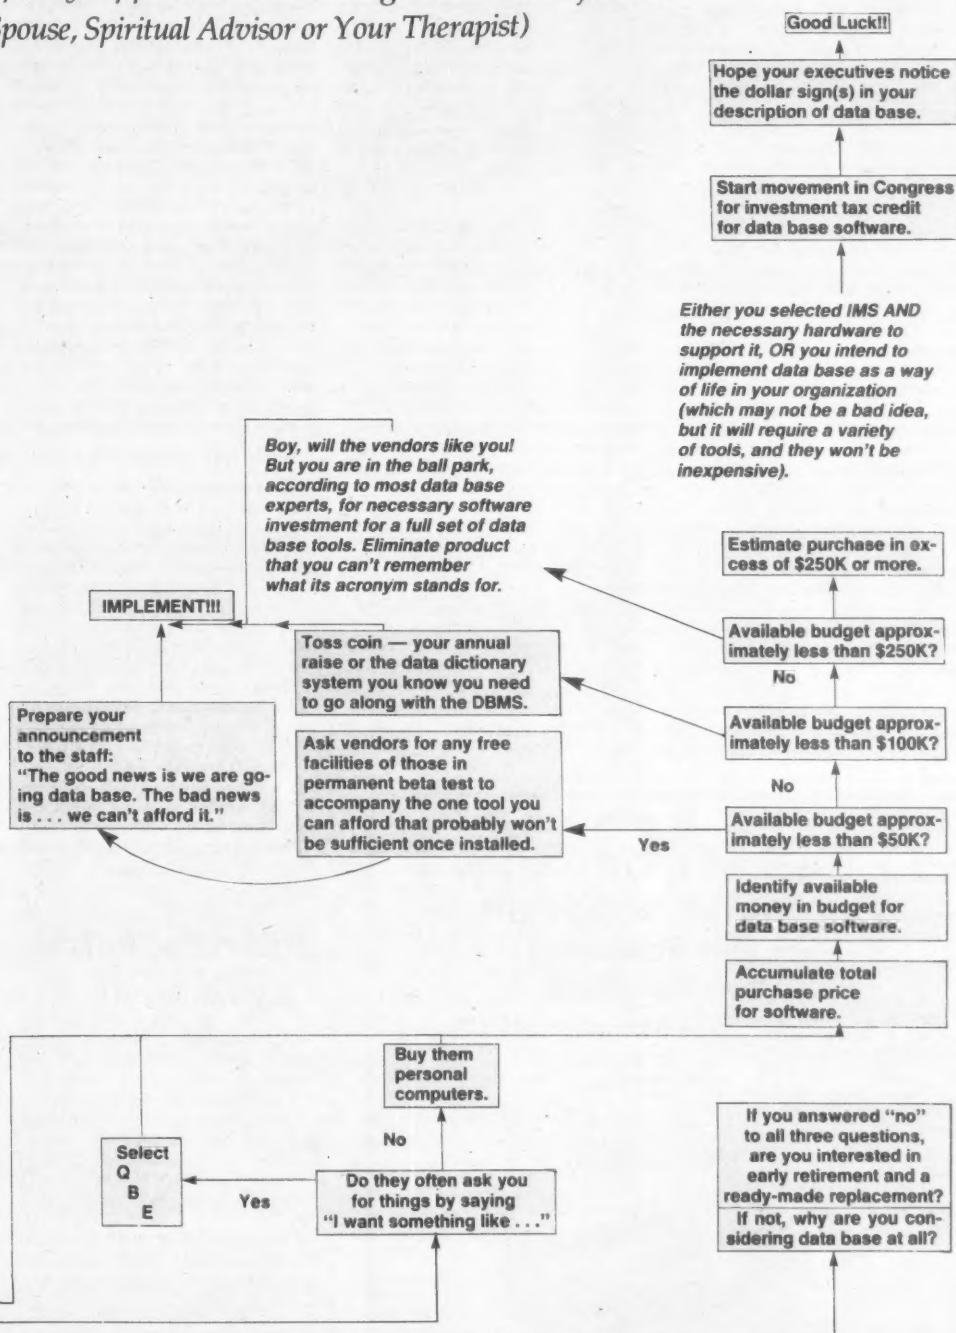 Spouse, Spiritual Advisor or Your Therapist)
Good Luck!!
Hope your executives notice
the dollar sign(s) in your
description of data base.
Start movement in Congress
for investment tax credit
for data base software.
Either you selected IMS AND
the necessary hardware to
support it, OR you intend to
implement data base as a way
of life in your organization
(which may not be a bad idea,
but it will require a variety
of tools, and they won't be
inexpensive).
Boy, will the vendors like you!
But you are in the ball park,
according to most data base
experts, for necessary software
investment for a full set of data
base tools. Eliminate product
that you can't remember
what its acronym stands for.
Estimate purchase in ex-
cess of $250K or more.
IMPLEMENT!!!
Available budget approx-
imately less than $250K?
No
Toss coin — your annual
raise or the data dictionary
system you know you need
to go along with the DBMS.
Available budget approx-
imately less than $100K?
No
Prepare your
announcement
to the staff:
"The good news is we are go-
ing data base. The bad news
is . . . we can't afford it."
Ask vendors for any free
facilities of those in
permanent beta test to
accompany the one tool you
can afford that probably won't
be sufficient once installed.
Yes
Available budget approx-
imately less than $50K?
Identify available
money in budget for
data base software.
Accumulate total
purchase price
for software.
Buy them
personal
computers.
No
Select
Q
B
E
Yes
Do they often ask you
for things by saying
"I want something like . . ."
If you answered "no"
to all three questions,
are you interested in
early retirement and a
ready-made replacement?
If not, why are you con-
sidering data base at all?